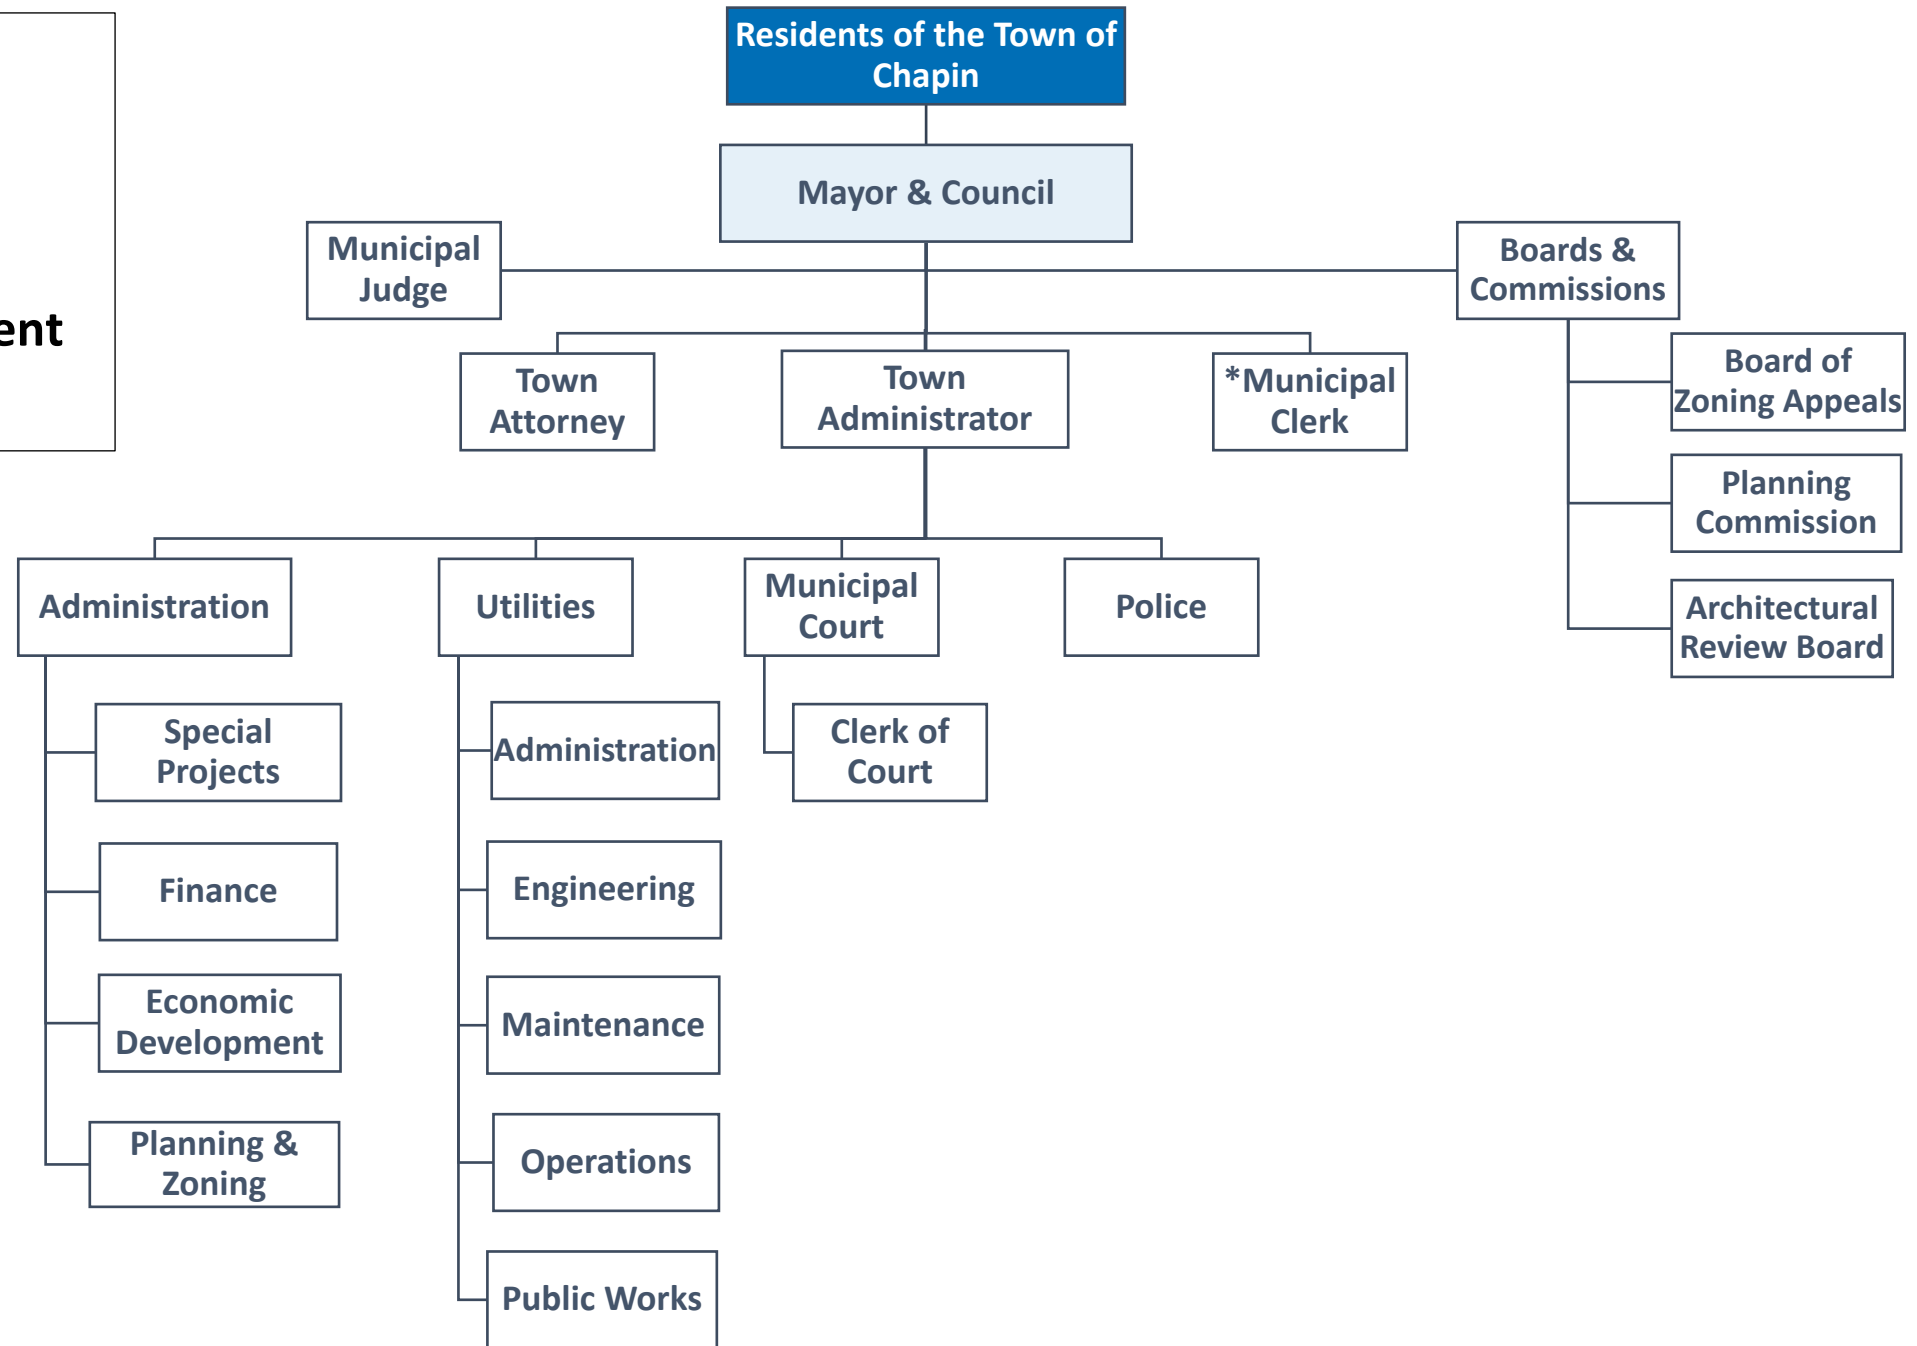 Residents of the Town of
Chapin
Mayor & Council
Municipal
Judge
Boards &
Commissions
ent
Town
Attorney
Town
Administrator
*Municipal
Clerk
Board of
Zoning Appeals
Planning
Commission
Architectural
Review Board
Administration
Utilities
Municipal
Court
Police
Special
Projects
Finance
Economic
Development
Planning &
Zoning
Administration
Engineering
Maintenance
Operations
Public Works
Clerk of
Court